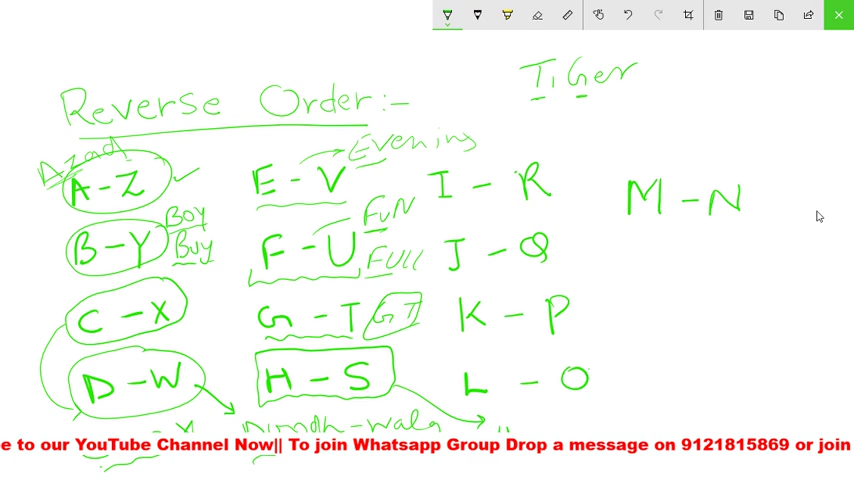 TiGer
Reverse Order:-
Azad
A-Z E-V Evening I-R M-N
Boy
B-Y Buy F-U FuN FULL J-Q
C-X G-T GT K-P
D-W H-S L-O
e to our YouTube Channel Now|| To join Whatsapp Group Drop a message on 9121815869 or join